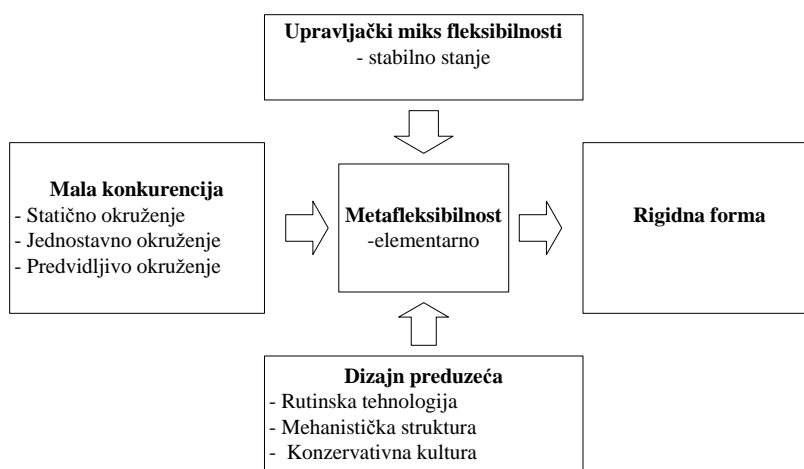 Upravljački miks fleksibilnosti
- stabilno stanje
Mala konkurencija
- Statično okruženje
- Jednostavno okruženje
- Predvidljivo okruženje
Metafleksibilnost
-elementarno
Rigidna forma
Dizajn preduzeća
- Rutinska tehnologija
- Mehanistička struktura
- Konzervativna kultura